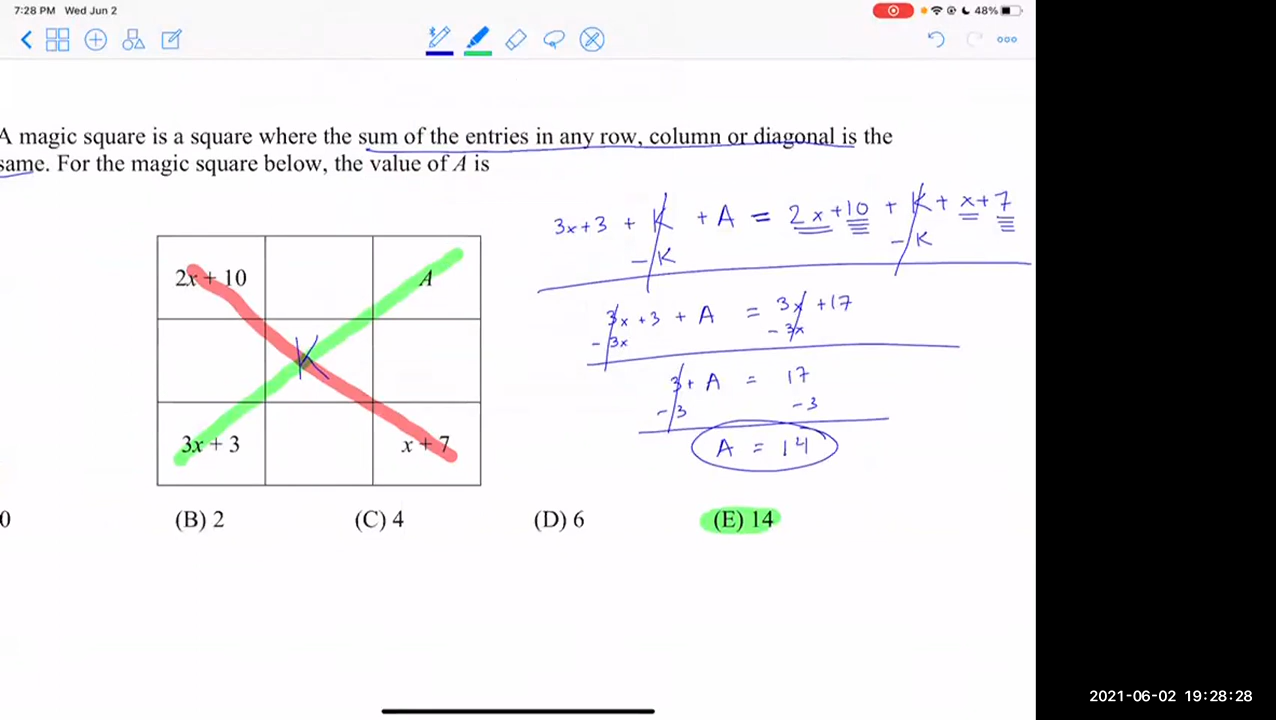 7:28 PM Wed Jun 2
48%
A magic square is a square where the sum of the entries in any row, column or diagonal is the
same. For the magic square below, the value of A is
3x+3 + K + A = 2x+10 + K + x+7
-K -K
2x + 10 A
3x +3 + A = 3x +17
-3x -3x
K
3 + A = 17
-3 -3
3x + 3 x + 7
A = 14
0 (B) 2 (C) 4 (D) 6 (E) 14
2021-06-02 19:28:28